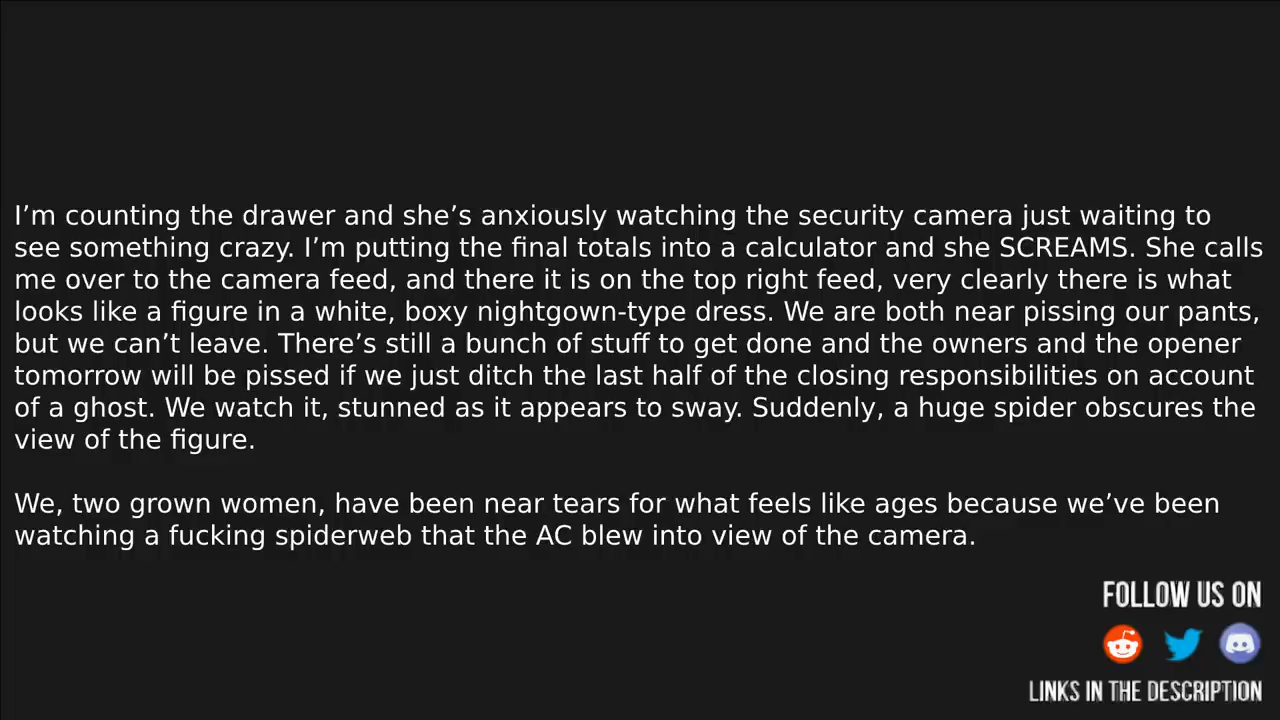 I’m counting the drawer and she’s anxiously watching the security camera just waiting to
see something crazy. I’m putting the final totals into a calculator and she SCREAMS. She calls
me over to the camera feed, and there it is on the top right feed, very clearly there is what
looks like a figure in a white, boxy nightgown-type dress. We are both near pissing our pants,
but we can’t leave. There’s still a bunch of stuff to get done and the owners and the opener
tomorrow will be pissed if we just ditch the last half of the closing responsibilities on account
of a ghost. We watch it, stunned as it appears to sway. Suddenly, a huge spider obscures the
view of the figure.
We, two grown women, have been near tears for what feels like ages because we’ve been
watching a fucking spiderweb that the AC blew into view of the camera.
FOLLOW US ON
LINKS IN THE DESCRIPTION